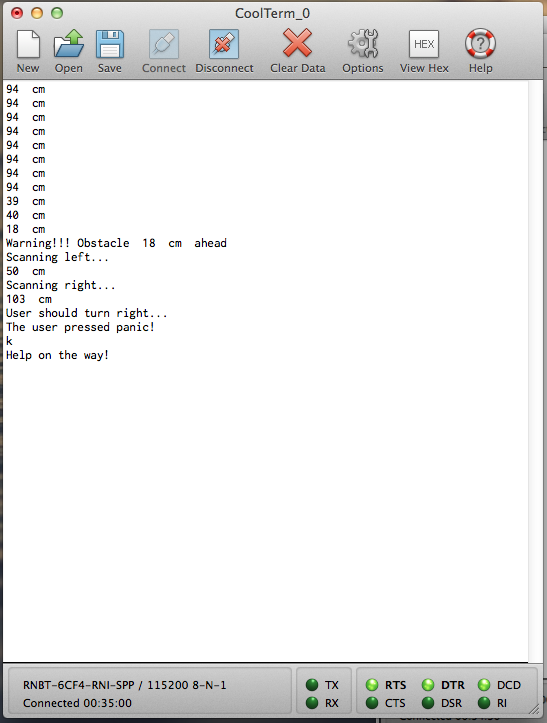 CoolTerm_0
New Open Save Connect Disconnect Clear Data Options HEX View Hex Help
94 cm
94 cm
94 cm
94 cm
94 cm
94 cm
94 cm
94 cm
39 cm
40 cm
18 cm
Warning!!! Obstacle 18 cm ahead
Scanning left...
50 cm
Scanning right...
103 cm
User should turn right...
The user pressed panic!
k
Help on the way!
RNBT-6CF4-RNI-SPP / 115200 8-N-1
Connected 00:35:00
TX RTS DTR DCD
RX CTS DSR RI